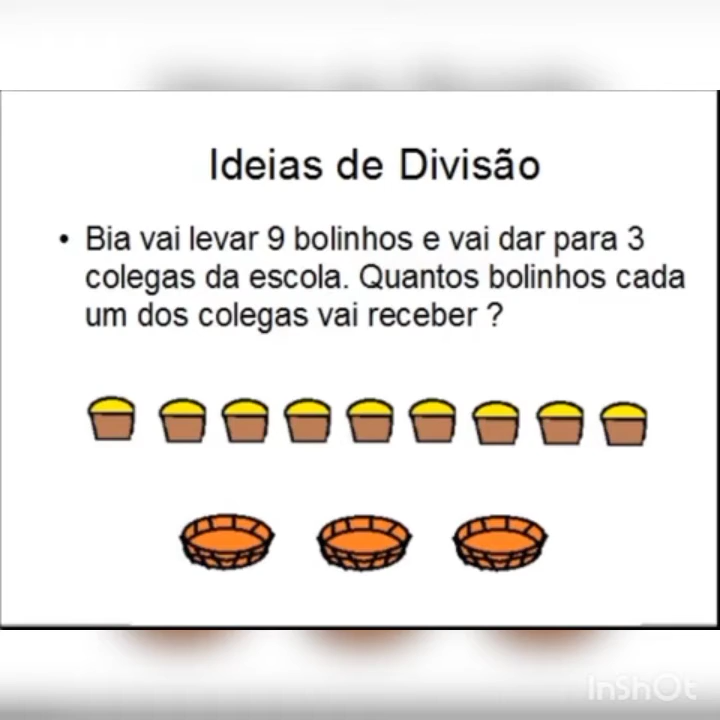 Ideias de Divisão
• Bia vai levar 9 bolinhos e vai dar para 3
colegas da escola. Quantos bolinhos cada
um dos colegas vai receber ?
InShOt